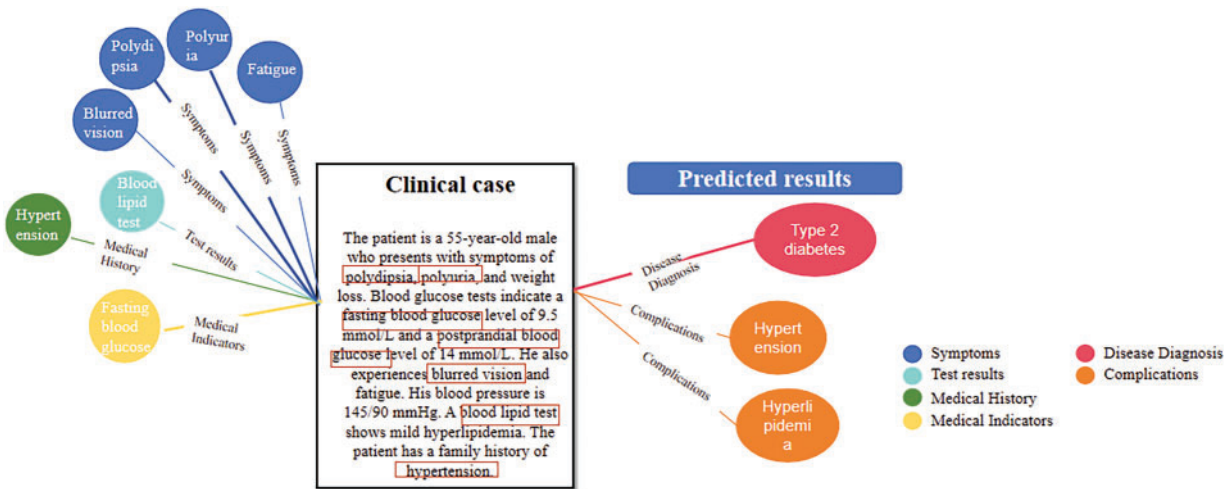 Polydi
psia
Polyur
ia
Fatigue
Blurred
vision
Blood
lipid
test
Hypert
ension
Fasting
blood
glucose
Symptoms
Symptoms
Symptoms
Symptoms
Test results
Medical
History
Medical
Indicators
Clinical case
The patient is a 55-year-old male
who presents with symptoms of
polydipsia, polyuria, and weight
loss. Blood glucose tests indicate a
fasting blood glucose level of 9.5
mmol/L and a postprandial blood
glucose level of 14 mmol/L. He also
experiences blurred vision and
fatigue. His blood pressure is
145/90 mmHg. A blood lipid test
shows mild hyperlipidemia. The
patient has a family history of
hypertension.
Predicted results
Disease
Diagnosis
Complications
Complications
Type 2
diabetes
Hypert
ension
Hyperli
pidemi
a
Symptoms
Test results
Medical History
Medical Indicators
Disease Diagnosis
Complications